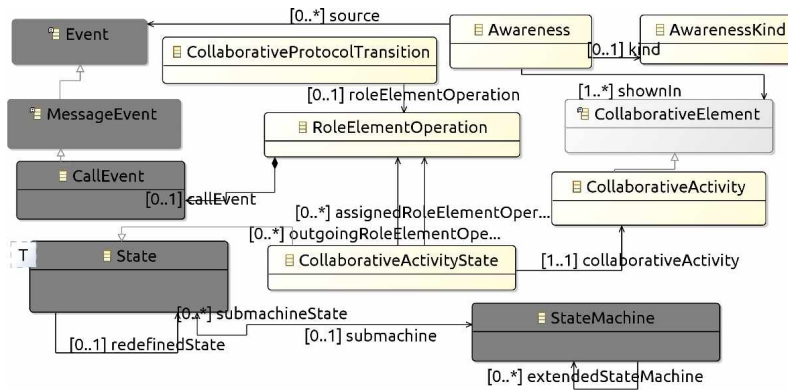 [0..*] source
Awareness
AwarenessKind
Event
[0..1] kind
CollaborativeProtocolTransition
[0..1] roleElementOperation
[1..*] shownIn
MessageEvent
RoleElementOperation
CollaborativeElement
CallEvent
CollaborativeActivity
[0..1] callEvent
[0..*] assignedRoleElementOper...
[0..*] outgoingRoleElementOpe...
T
State
CollaborativeActivityState
[1..1] collaborativeActivity
[0..*] submachineState
StateMachine
[0..1] submachine
[0..1] redefinedState
[0..*] extendedStateMachine